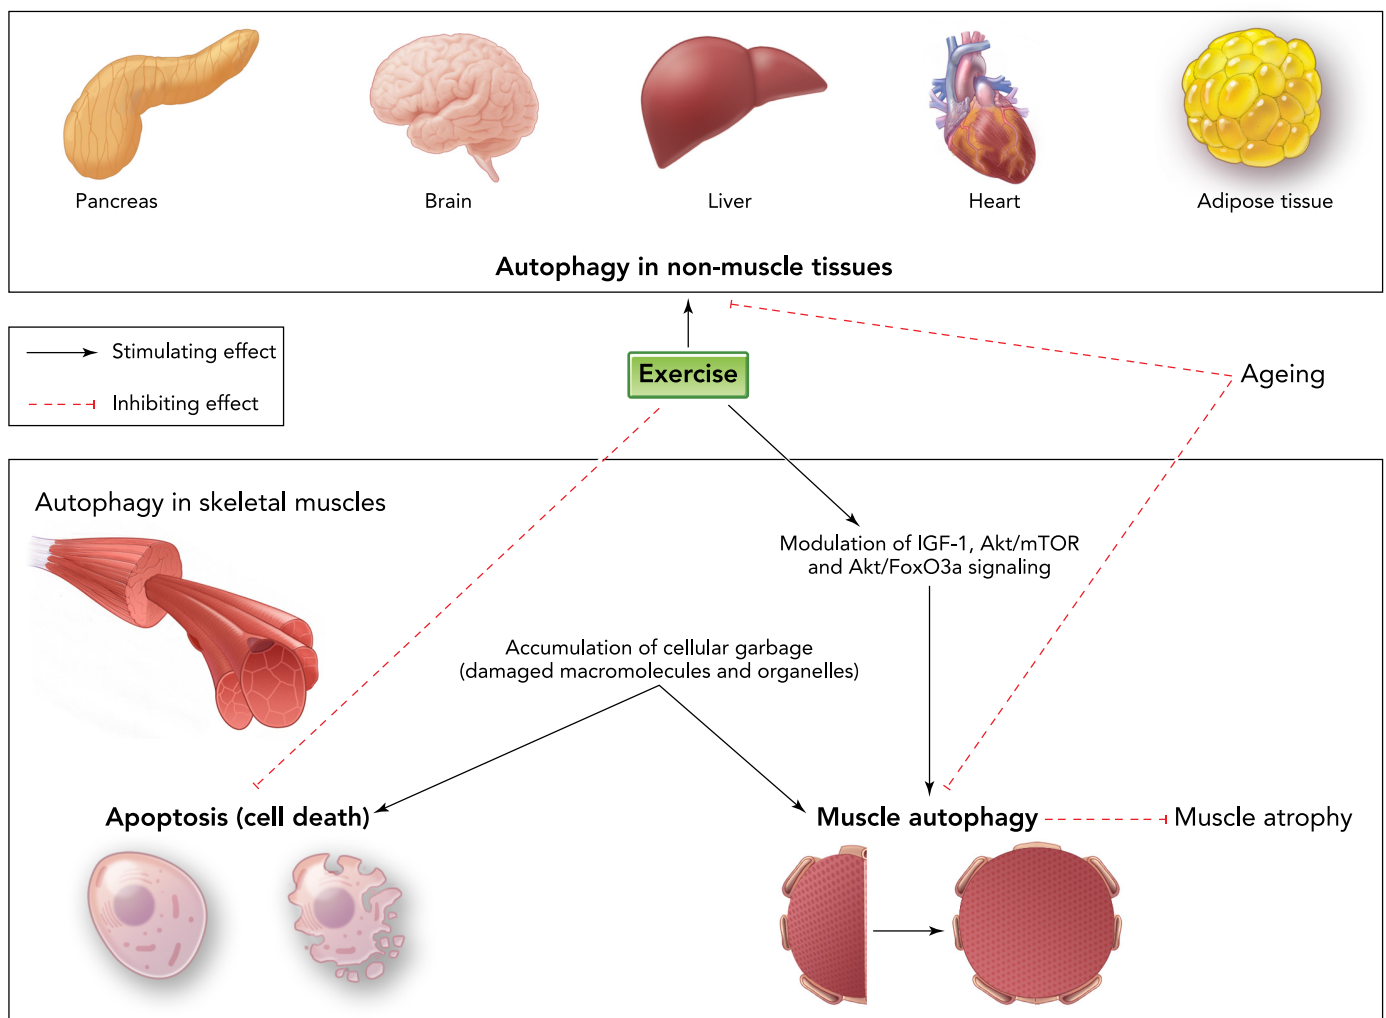 Pancreas
Brain
Liver
Heart
Adipose tissue
Autophagy in non-muscle tissues
Stimulating effect
Inhibiting effect
Exercise
Ageing
Autophagy in skeletal muscles
Modulation of IGF-1, Akt/mTOR
and Akt/FoxO3a signaling
Accumulation of cellular garbage
(damaged macromolecules and organelles)
Apoptosis (cell death)
Muscle autophagy
Muscle atrophy